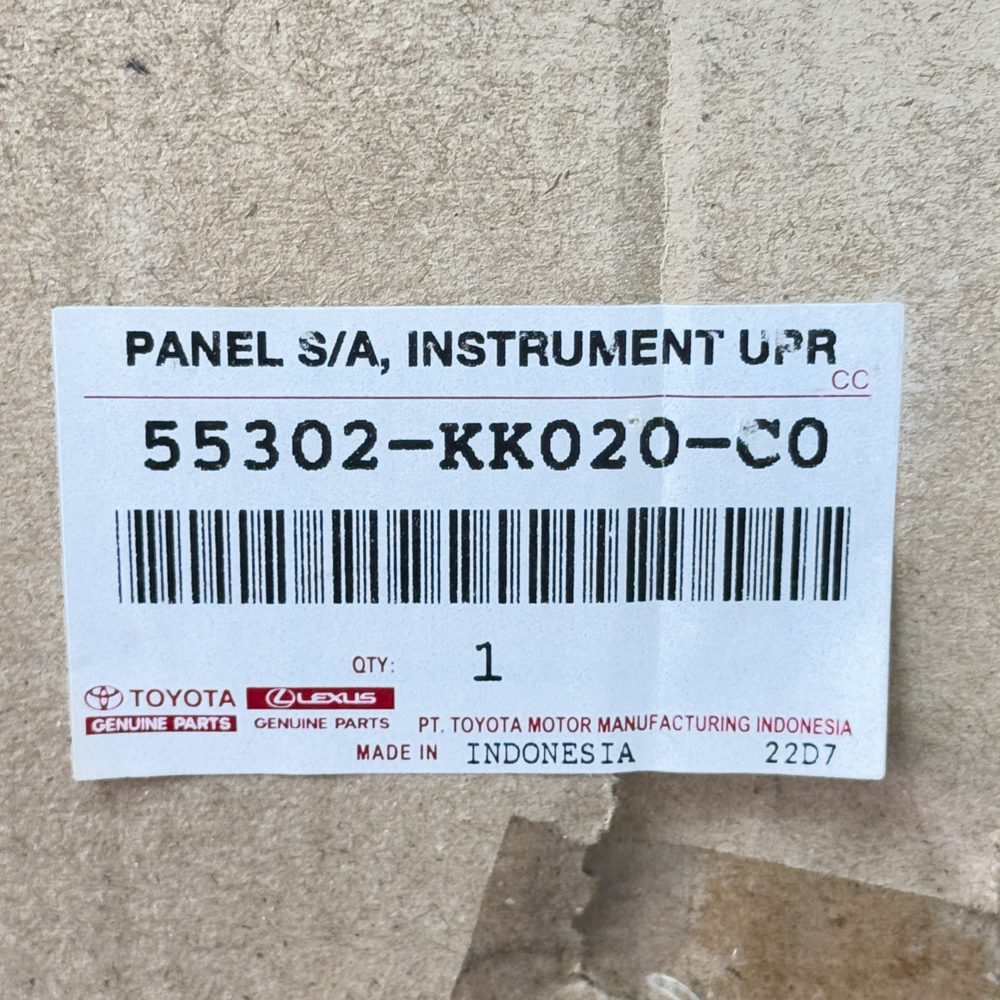 PANEL S/A, INSTRUMENT UPR
CC
55302-KK020-C0
QTY: 1
TOYOTA LEXUS
GENUINE PARTS GENUINE PARTS PT. TOYOTA MOTOR MANUFACTURING INDONESIA
MADE IN INDONESIA 22D7